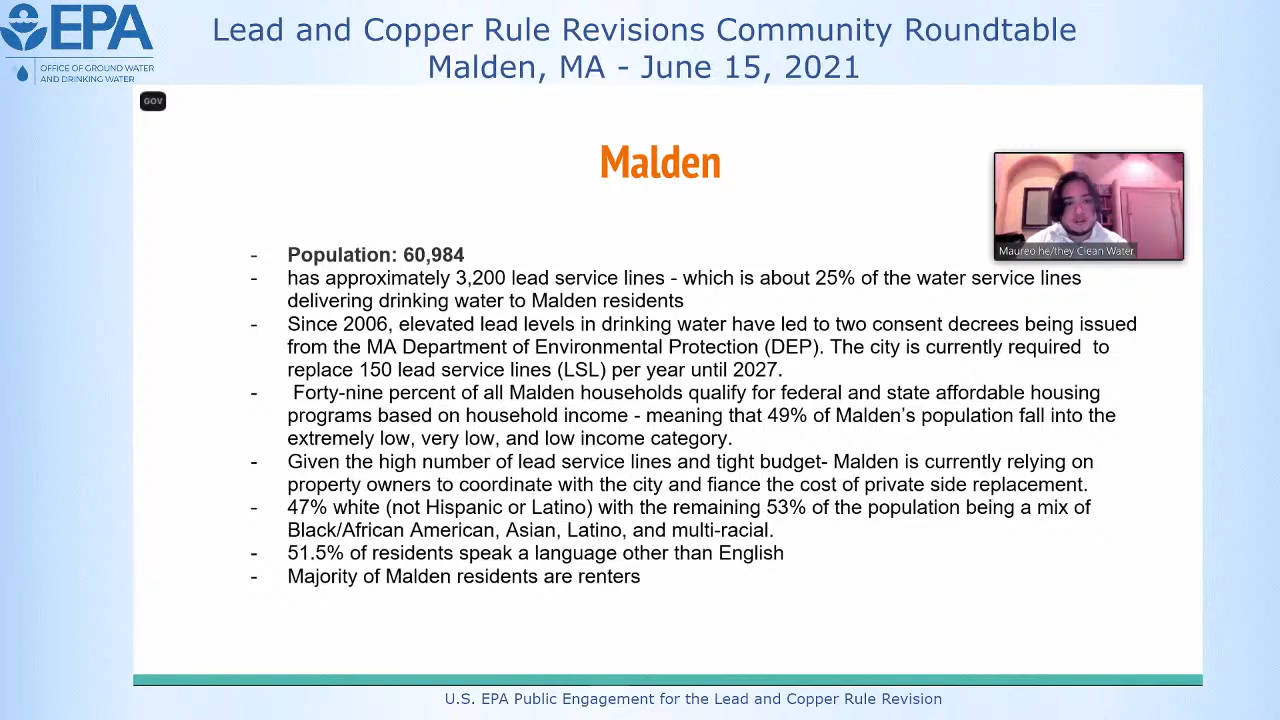 EPA
OFFICE OF GROUND WATER
AND DRINKING WATER
Lead and Copper Rule Revisions Community Roundtable
Malden, MA - June 15, 2021
GOV
Malden
Maureo he/they Clean Water
- Population: 60,984
- has approximately 3,200 lead service lines - which is about 25% of the water service lines
delivering drinking water to Malden residents
- Since 2006, elevated lead levels in drinking water have led to two consent decrees being issued
from the MA Department of Environmental Protection (DEP). The city is currently required to
replace 150 lead service lines (LSL) per year until 2027.
- Forty-nine percent of all Malden households qualify for federal and state affordable housing
programs based on household income - meaning that 49% of Malden's population fall into the
extremely low, very low, and low income category.
- Given the high number of lead service lines and tight budget- Malden is currently relying on
property owners to coordinate with the city and fiance the cost of private side replacement.
- 47% white (not Hispanic or Latino) with the remaining 53% of the population being a mix of
Black/African American, Asian, Latino, and multi-racial.
- 51.5% of residents speak a language other than English
- Majority of Malden residents are renters
U.S. EPA Public Engagement for the Lead and Copper Rule Revision